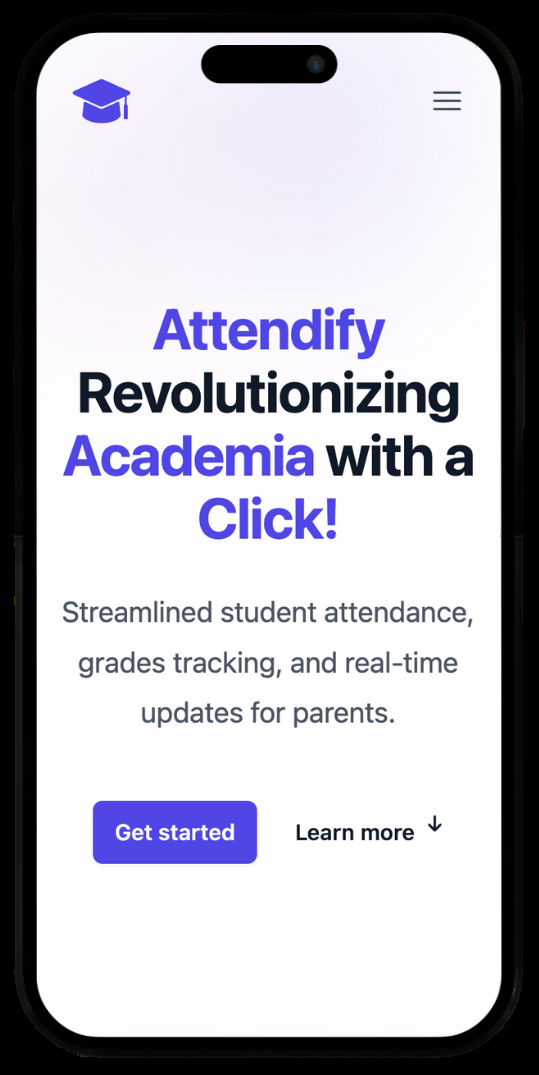 Attendify
Revolutionizing
Academia with a
Click!
Streamlined student attendance,
grades tracking, and real-time
updates for parents.
Get started
Learn more ↓